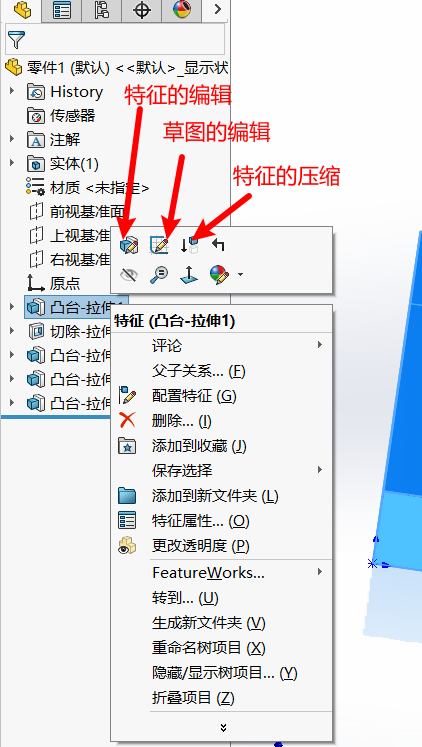 零件1 (默认) <<默认>_显示状
特征的编辑
History
传感器
草图的编辑
注解
实体(1)
特征的压缩
材质 <未指定>
前视基准面
上视基准
右视基准
原点
凸台-拉伸1
特征 (凸台-拉伸1)
切除-拉伸
凸台-拉伸
凸台-拉伸
凸台-拉伸
评论
父子关系... (F)
配置特征 (G)
删除... (I)
添加到收藏 (J)
保存选择
添加到新文件夹 (L)
特征属性... (O)
更改透明度 (P)
FeatureWorks...
转到... (U)
生成新文件夹 (V)
重命名树项目 (X)
隐藏/显示树项目... (Y)
折叠项目 (Z)